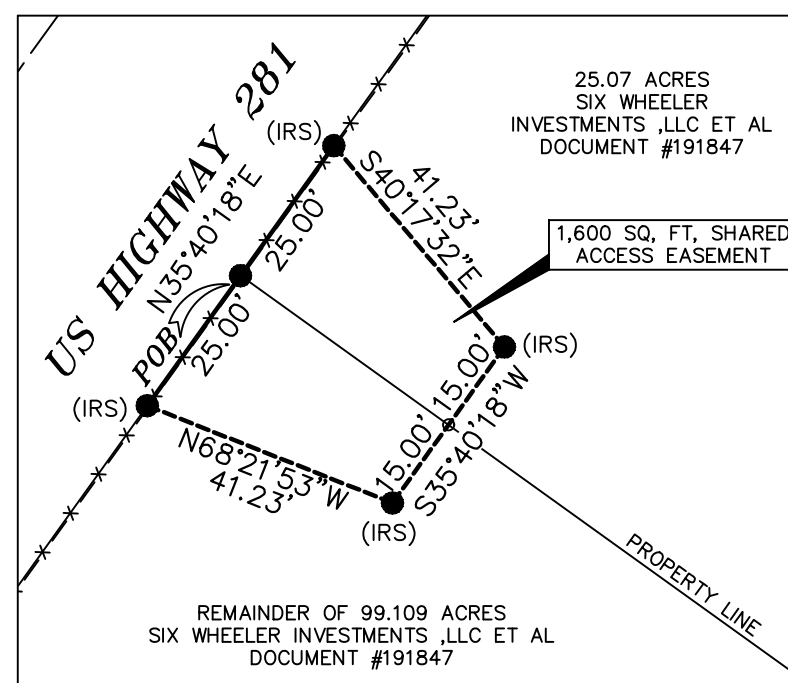 25.07 ACRES
SIX WHEELER
INVESTMENTS ,LLC ET AL
DOCUMENT #191847
US HIGHWAY 281
N35°40'18"E
(IRS)
41.23'
S40°17'32"E
25.00'
1,600 SQ, FT, SHARED
ACCESS EASEMENT
POB
25.00'
(IRS)
15.00'
15.00'
S35°40'18"W
(IRS)
N68°21'53"W
41.23'
(IRS)
PROPERTY LINE
REMAINDER OF 99.109 ACRES
SIX WHEELER INVESTMENTS ,LLC ET AL
DOCUMENT #191847